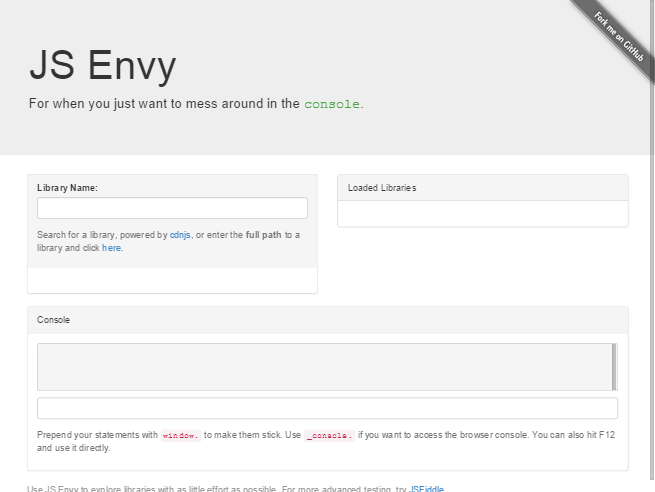 Fork me on GitHub
JS Envy
For when you just want to mess around in the console.
Library Name:
Search for a library, powered by cdnjs, or enter the full path to a
library and click here.
Loaded Libraries
Console
Prepend your statements with window. to make them stick. Use _console. if you want to access the browser console. You can also hit F12
and use it directly.
Use JS Envy to explore libraries with as little effort as possible. For more advanced testing, try JSFiddle